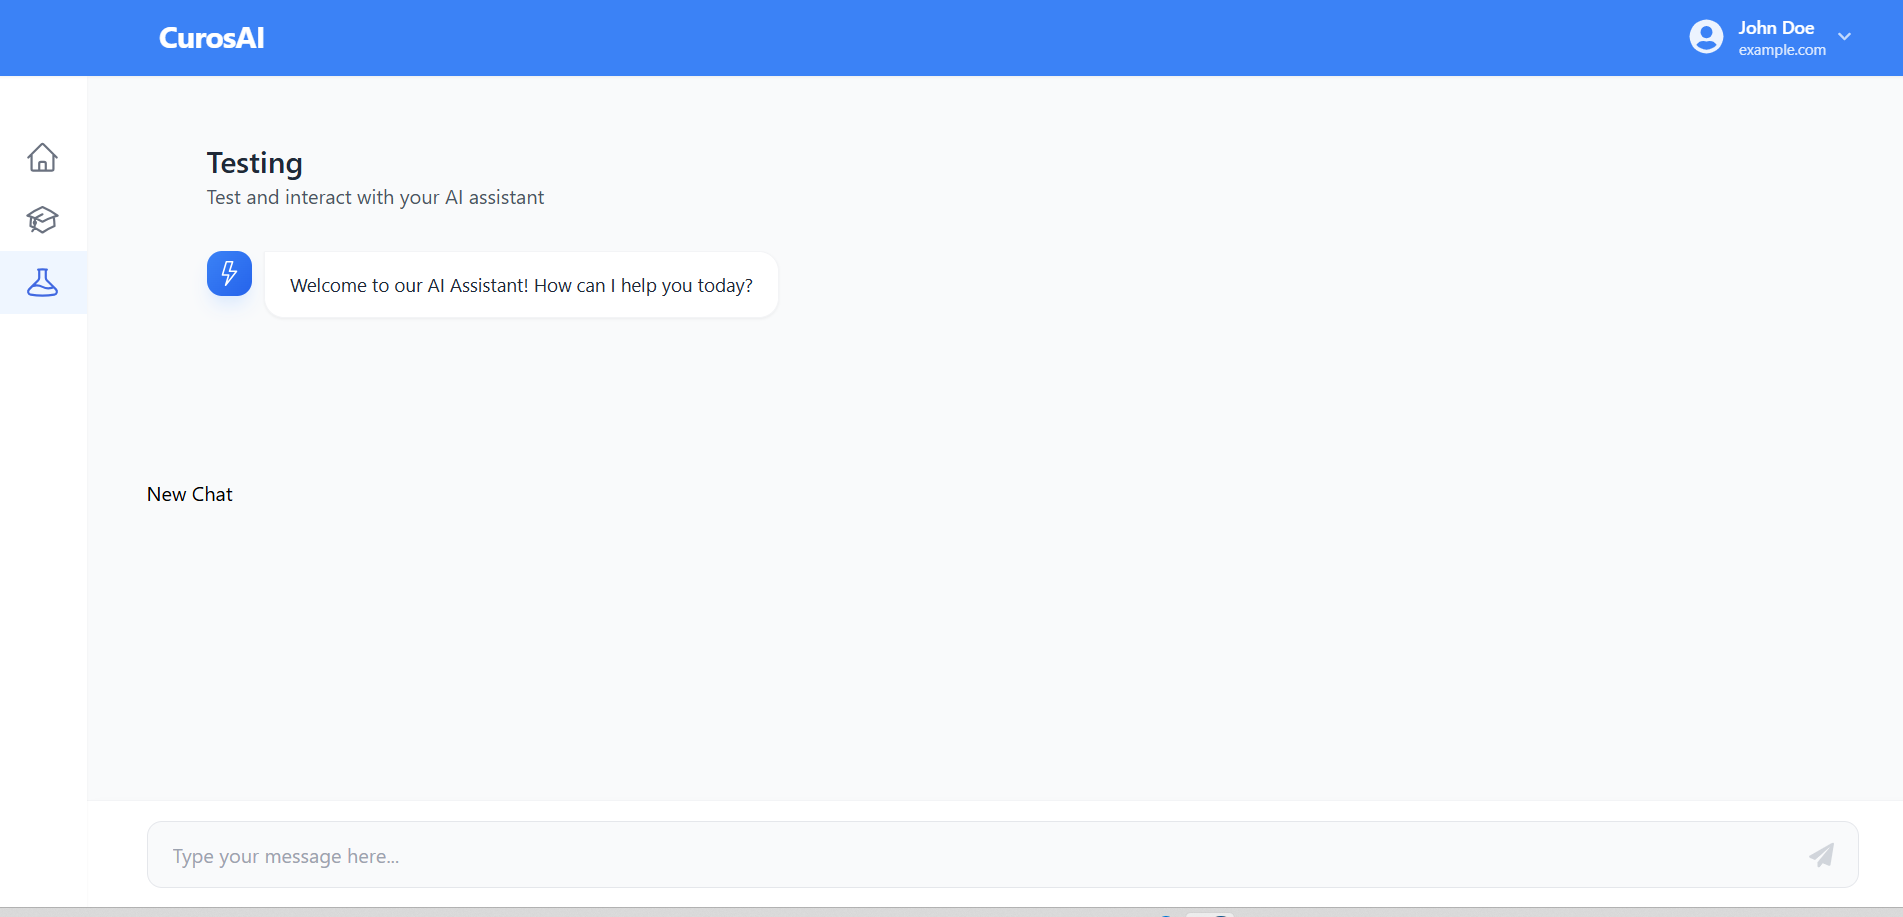 CurosAI
John Doe
example.com
Testing
Test and interact with your AI assistant
Welcome to our AI Assistant! How can I help you today?
New Chat
Type your message here...